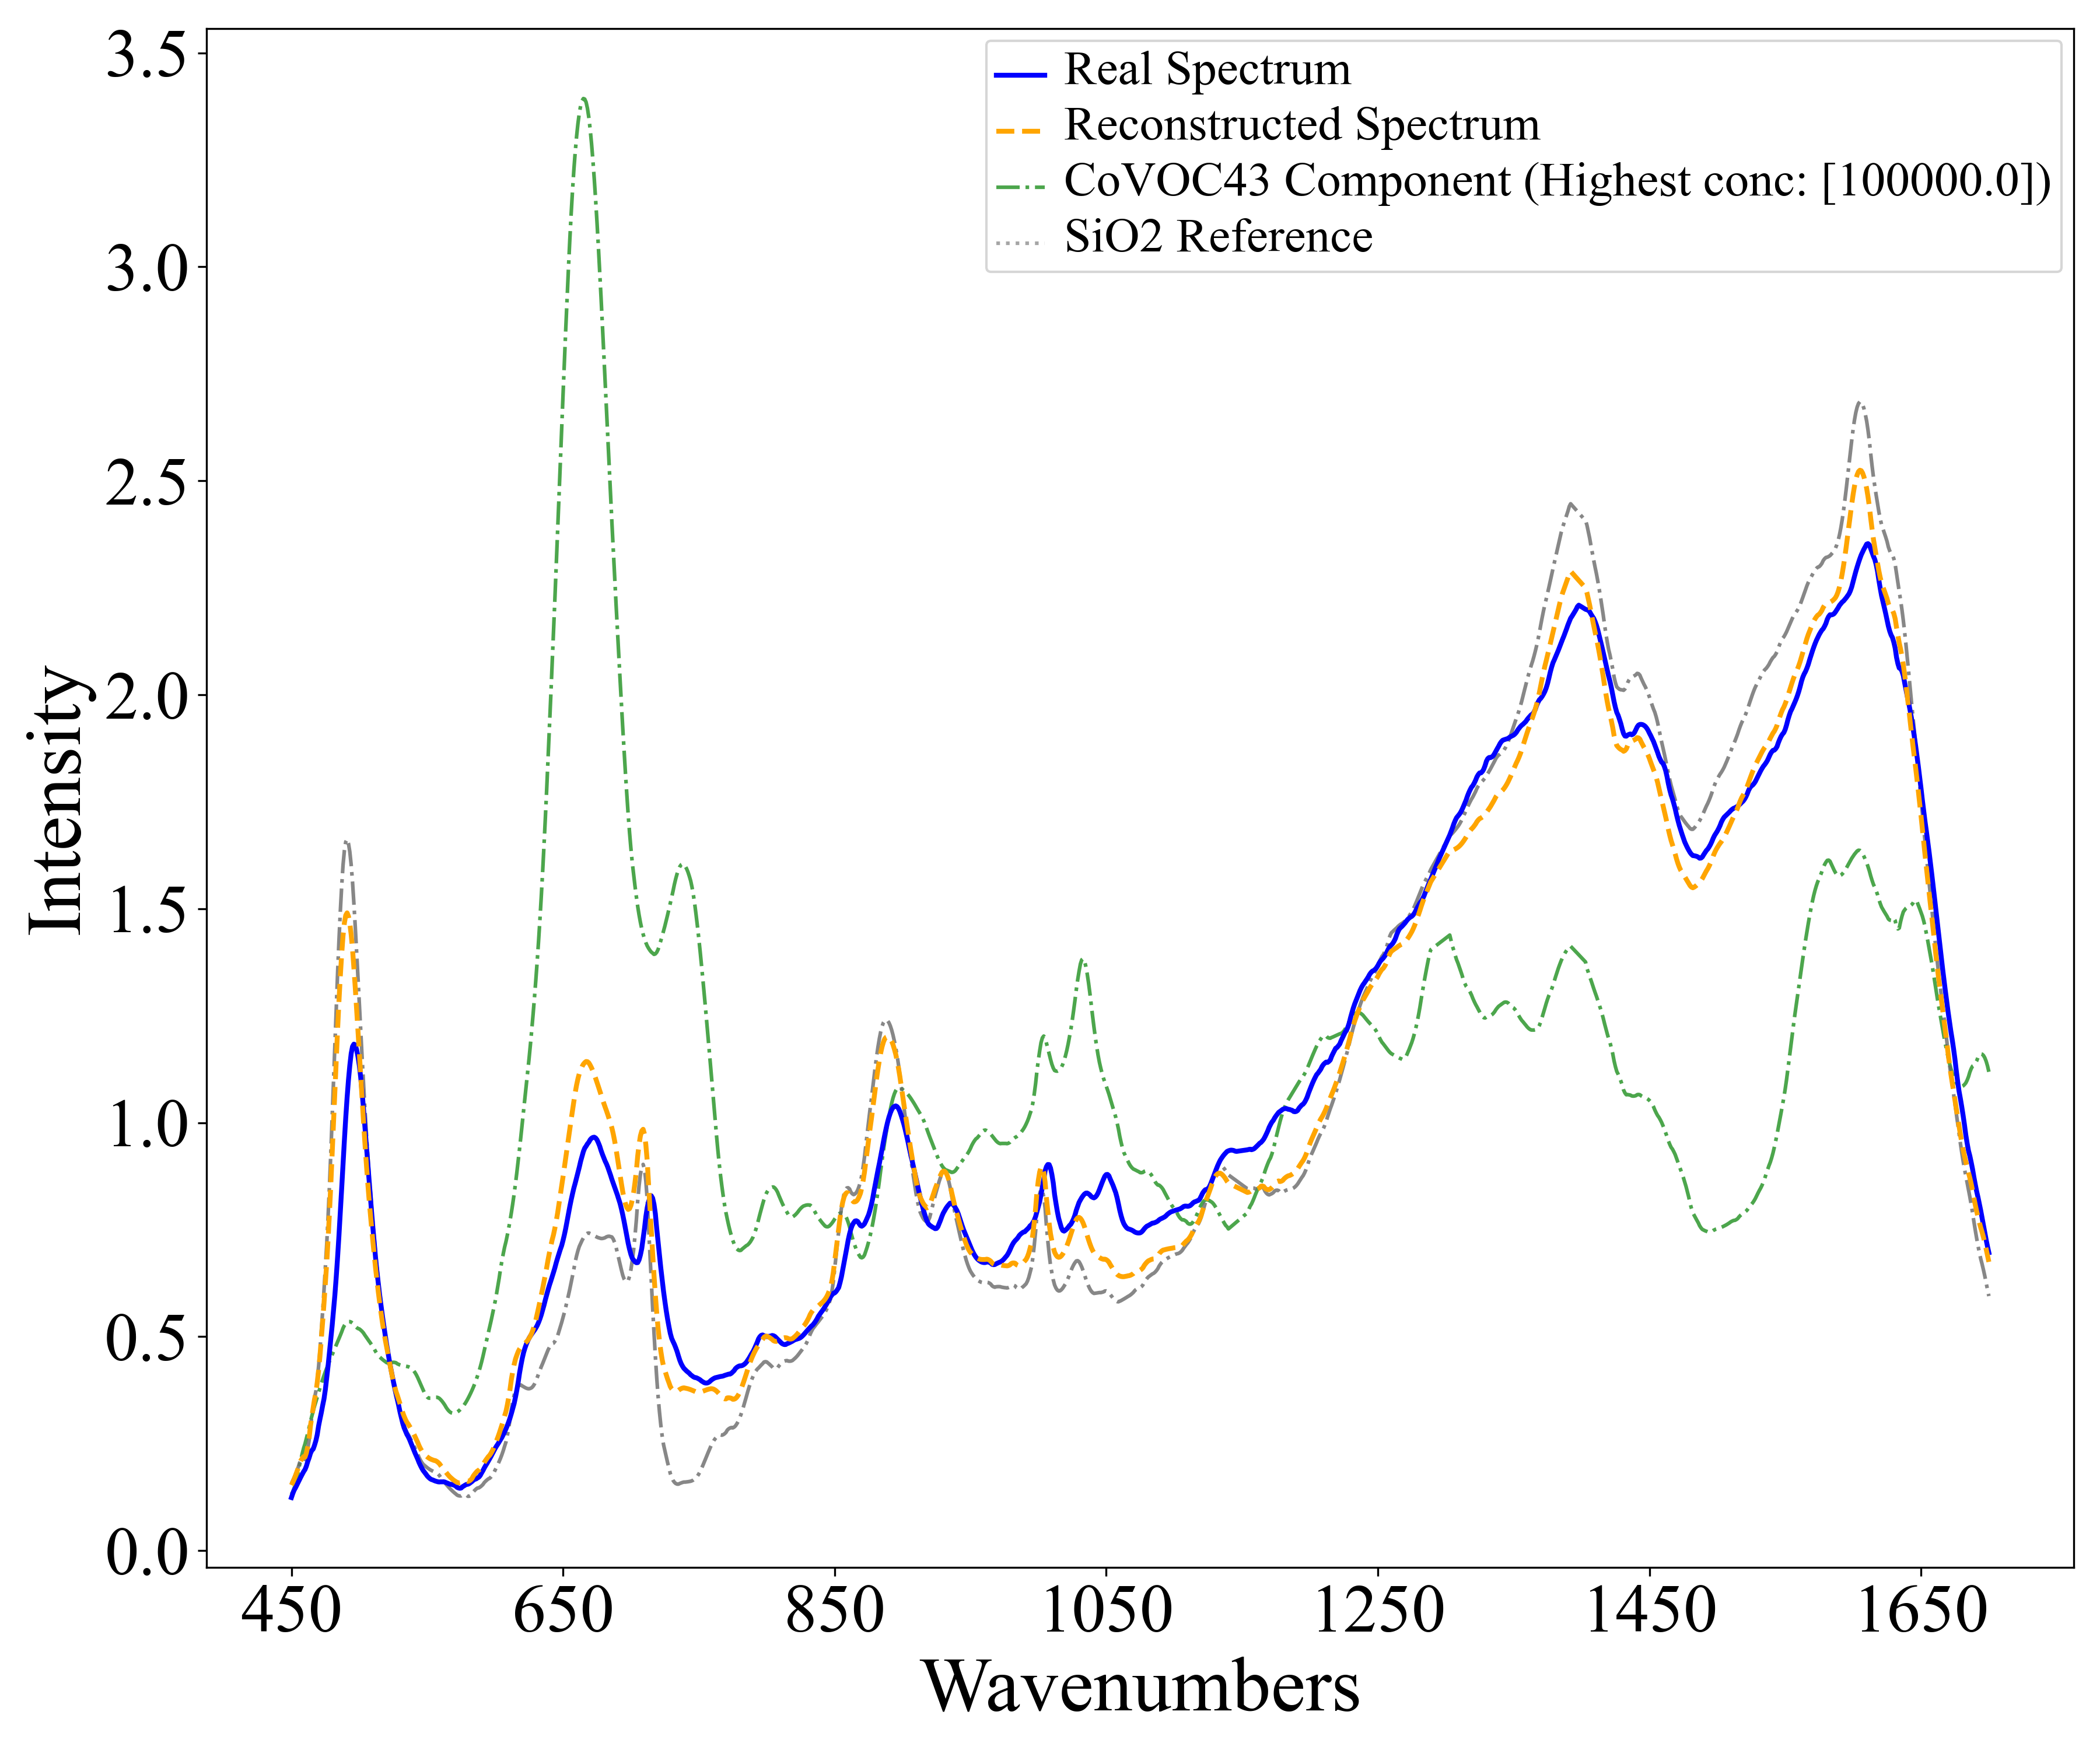 Real Spectrum
Reconstructed Spectrum
CoVOC43 Component (Highest conc: [100000.0])
SiO2 Reference
3.5
3.0
2.5
2.0
1.5
1.0
0.5
0.0
Intensity
450 650 850 1050 1250 1450 1650
Wavenumbers